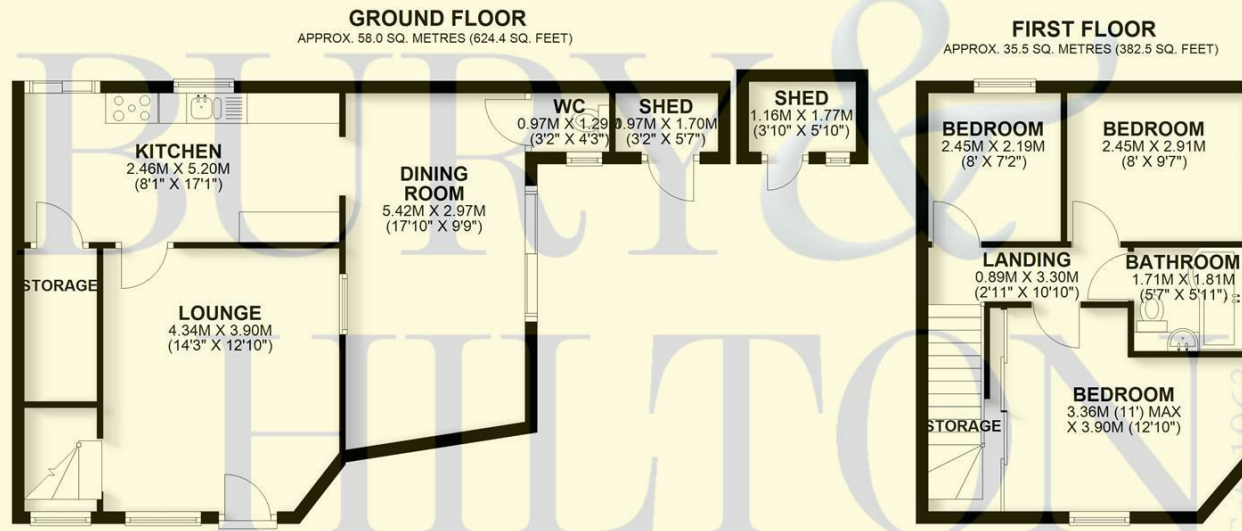 GROUND FLOOR
APPROX. 58.0 SQ. METRES (624.4 SQ. FEET)
KITCHEN
2.46M X 5.20M
(8'1" X 17'1")
DINING
ROOM
5.42M X 2.97M
(17'10" X 9'9")
WC
0.97M X 1.29M
(3'2" X 4'3")
SHED
0.97M X 1.70M
(3'2" X 5'7")
SHED
1.16M X 1.77M
(3'10" X 5'10")
STORAGE
LOUNGE
4.34M X 3.90M
(14'3" X 12'10")
FIRST FLOOR
APPROX. 35.5 SQ. METRES (382.5 SQ. FEET)
BEDROOM
2.45M X 2.19M
(8' X 7'2")
BEDROOM
2.45M X 2.91M
(8' X 9'7")
LANDING
0.89M X 3.30M
(2'11" X 10'10")
BATHROOM
1.71M X 1.81M
(5'7" X 5'11")
STORAGE
BEDROOM
3.36M (11') MAX
X 3.90M (12'10")
BURY &
HILTON